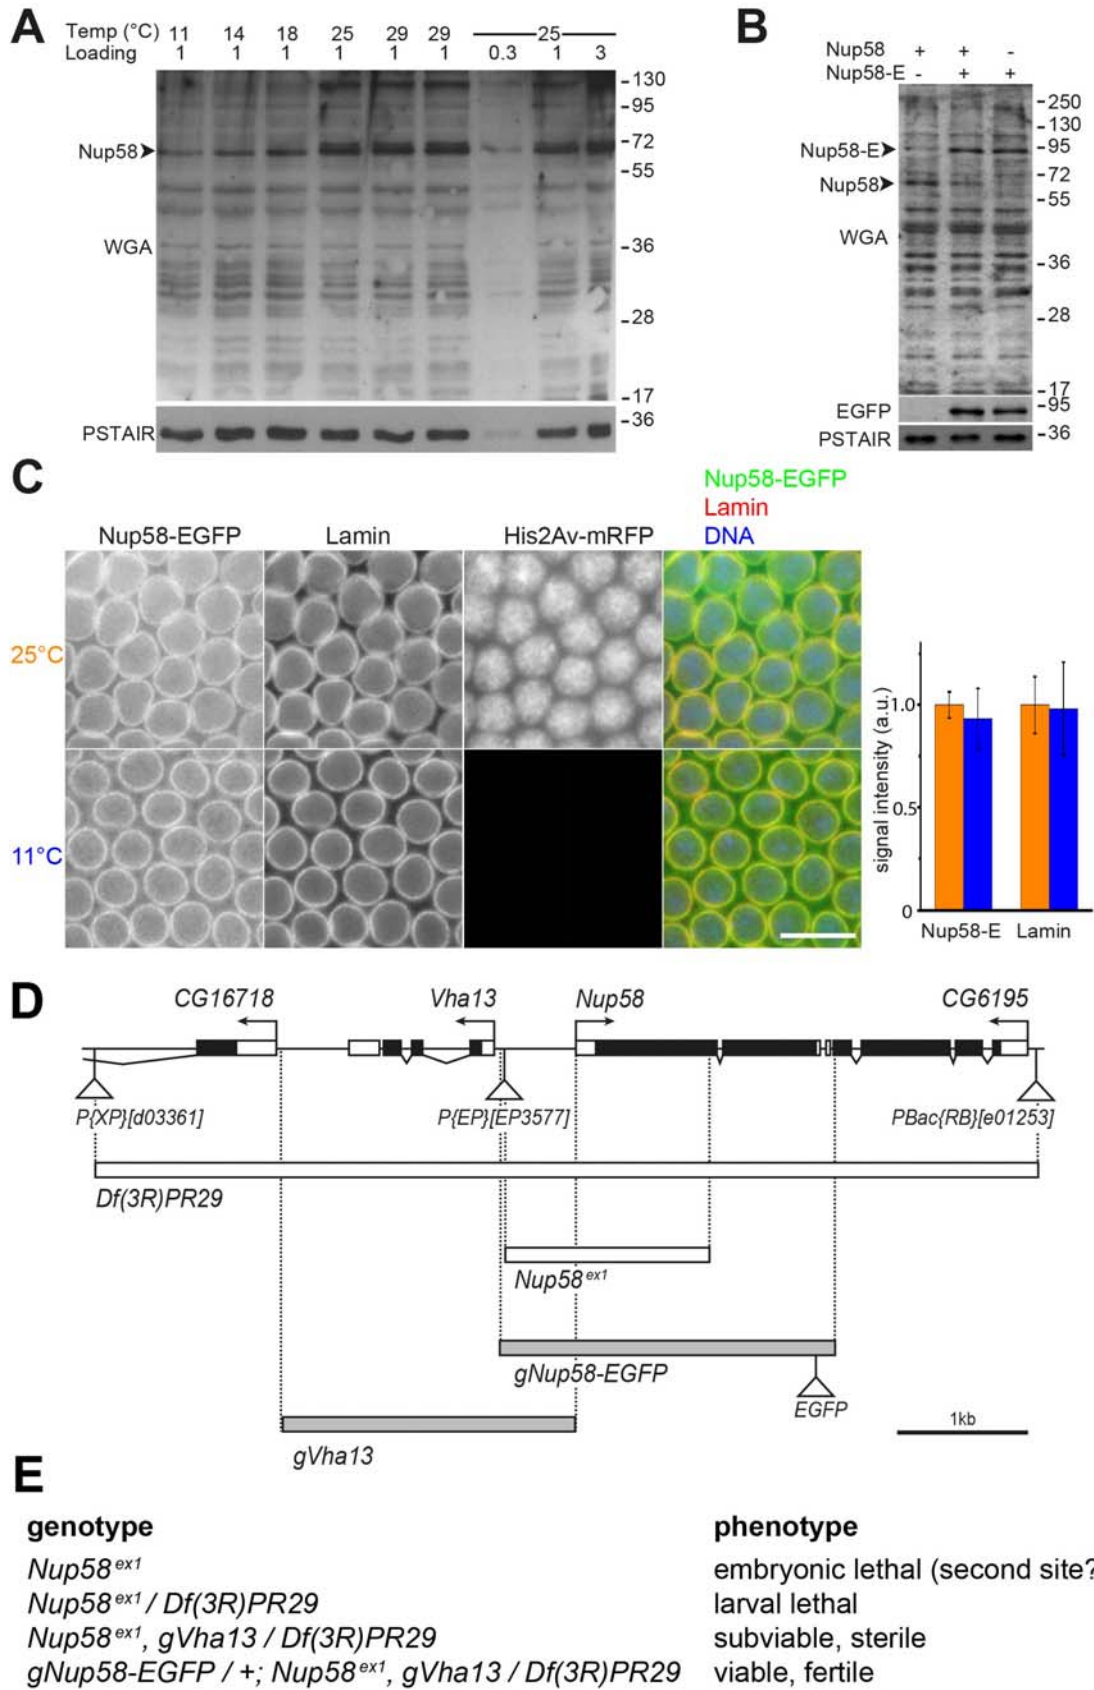 A
Temp (°C) 11 14 18 25 29 29 25
Loading 1 1 1 1 1 1 0.3 1 3
-130
-95
Nup58
-72
-55
WGA
-36
-28
-17
PSTAIR
-36
B
Nup58 + + -
Nup58-E - + +
-250
-130
Nup58-E
-95
Nup58
-72
-55
WGA
-36
-28
-17
EGFP
-95
PSTAIR
-36
C
Nup58-EGFP
Lamin
DNA
Nup58-EGFP Lamin His2Av-mRFP
25°C
11°C
signal intensity (a.u.)
1.0
0.5
0
Nup58-E Lamin
D
CG16718 Vha13 Nup58 CG6195
P{XP}[d03361] P{EP}[EP3577] PBac{RB}[e01253]
Df(3R)PR29
Nup58ex1
gNup58-EGFP
EGFP
1kb
gVha13
E
genotype phenotype
Nup58ex1 embryonic lethal (second site?
Nup58ex1 / Df(3R)PR29 larval lethal
Nup58ex1, gVha13 / Df(3R)PR29 subviable, sterile
gNup58-EGFP / +; Nup58ex1, gVha13 / Df(3R)PR29 viable, fertile